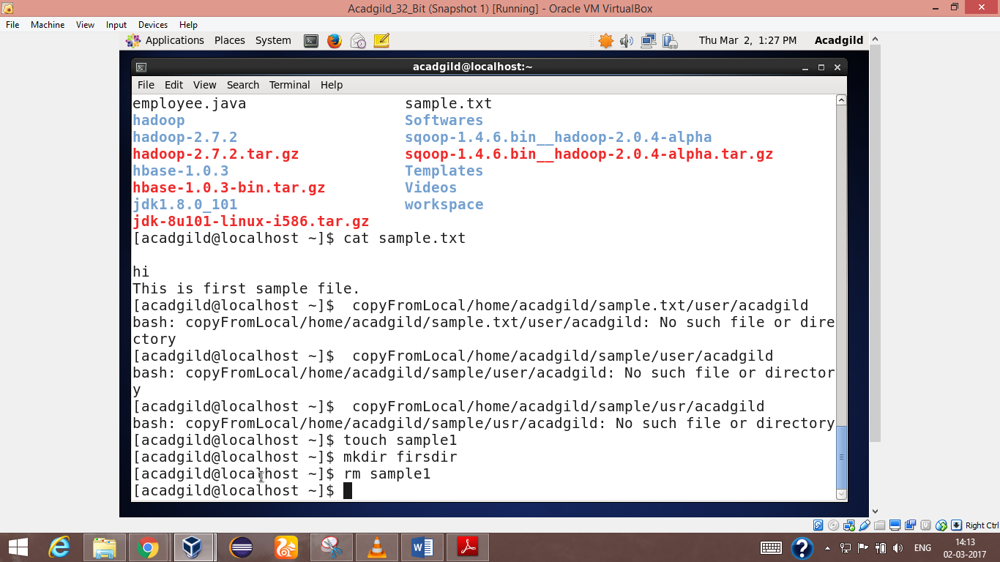 Acadgild_32_Bit (Snapshot 1) [Running] - Oracle VM VirtualBox
File Machine View Input Devices Help
Applications Places System Thu Mar 2, 1:27 PM Acadgild
acadgild@localhost:~
File Edit View Search Terminal Help
employee.java sample.txt
hadoop Softwares
hadoop-2.7.2 sqoop-1.4.6.bin__hadoop-2.0.4-alpha
hadoop-2.7.2.tar.gz sqoop-1.4.6.bin__hadoop-2.0.4-alpha.tar.gz
hbase-1.0.3 Templates
hbase-1.0.3-bin.tar.gz Videos
jdk1.8.0_101 workspace
jdk-8u101-linux-i586.tar.gz
[acadgild@localhost ~]$ cat sample.txt
hi
This is first sample file.
[acadgild@localhost ~]$  copyFromLocal/home/acadgild/sample.txt/user/acadgild
bash: copyFromLocal/home/acadgild/sample.txt/user/acadgild: No such file or dire
ctory
[acadgild@localhost ~]$  copyFromLocal/home/acadgild/sample/user/acadgild
bash: copyFromLocal/home/acadgild/sample/user/acadgild: No such file or director
y
[acadgild@localhost ~]$  copyFromLocal/home/acadgild/sample/usr/acadgild
bash: copyFromLocal/home/acadgild/sample/usr/acadgild: No such file or directory
[acadgild@localhost ~]$ touch sample1
[acadgild@localhost ~]$ mkdir firsdir
[acadgild@localhost ~]$ rm sample1
[acadgild@localhost ~]$
Right Ctrl
ENG
14:13
02-03-2017